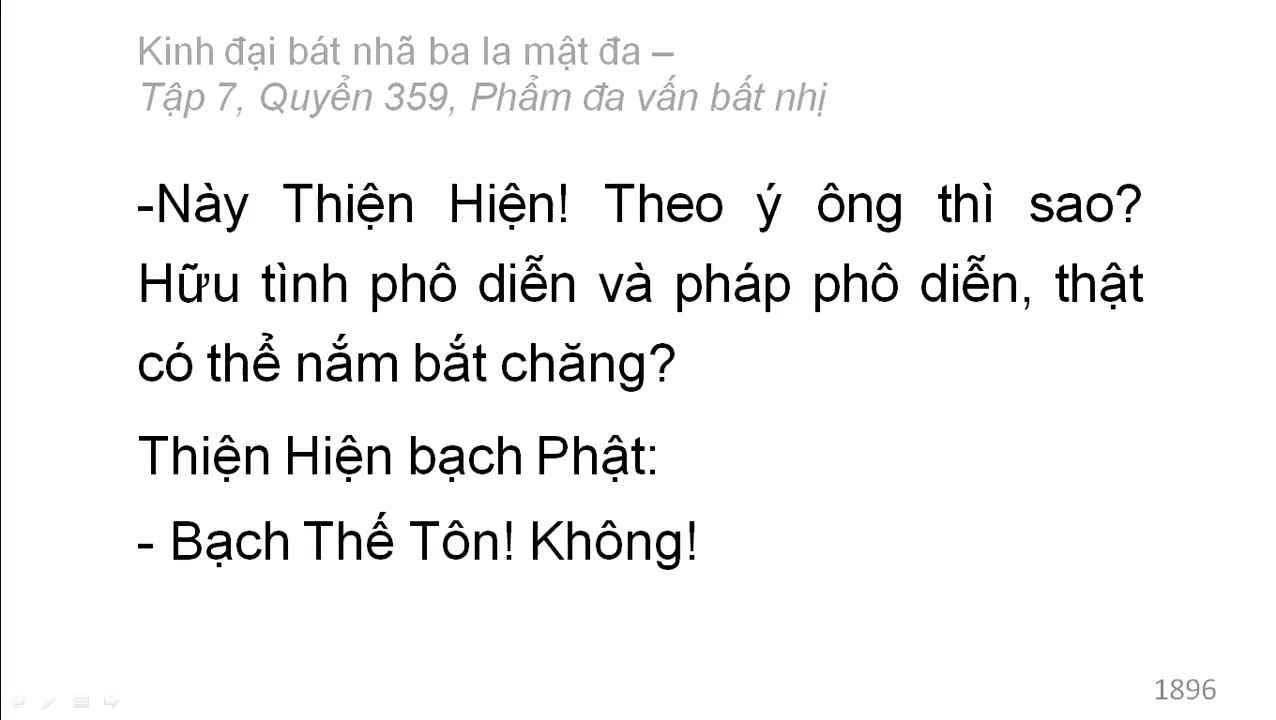 Kinh đại bát nhã ba la mật đa –
Tập 7, Quyển 359, Phẩm đa vấn bất nhị
-Này Thiện Hiện! Theo ý ông thì sao?
Hữu tình phô diễn và pháp phô diễn, thật
có thể nắm bắt chăng?
Thiện Hiện bạch Phật:
- Bạch Thế Tôn! Không!
1896